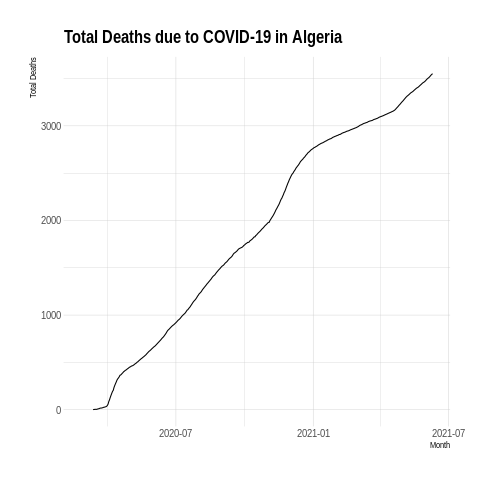 Total Deaths due to COVID-19 in Algeria
Total Deaths
3000
2000
1000
0
2020-07 2021-01 2021-07
Month